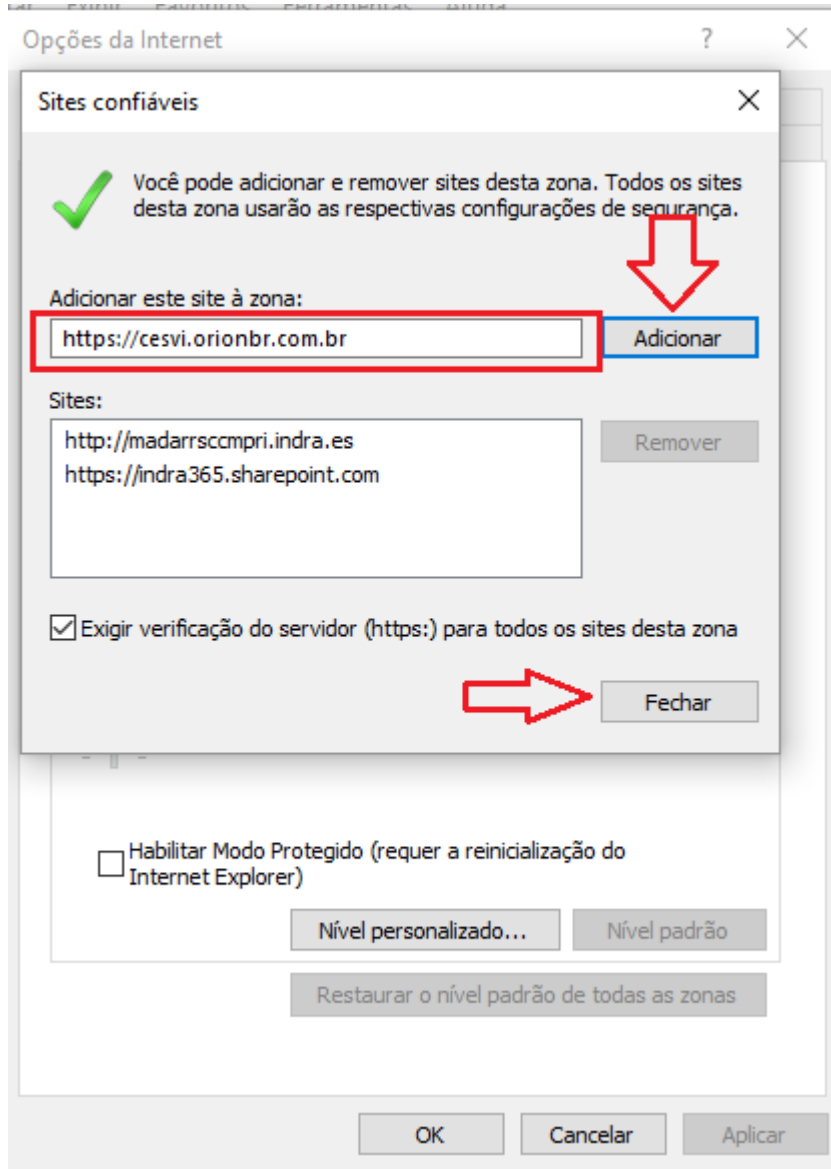 Exibir Favoritos Ferramentas Ajuda
Opções da Internet ?
Sites confiáveis
Você pode adicionar e remover sites desta zona. Todos os sites
desta zona usarão as respectivas configurações de segurança.
Adicionar este site à zona:
https://cesvi.orionbr.com.br Adicionar
Sites:
http://madarrsccmpri.indra.es Remover
https://indra365.sharepoint.com
Exigir verificação do servidor (https:) para todos os sites desta zona
Fechar
Habilitar Modo Protegido (requer a reinicialização do
Internet Explorer)
Nível personalizado... Nível padrão
Restaurar o nível padrão de todas as zonas
OK Cancelar Aplicar